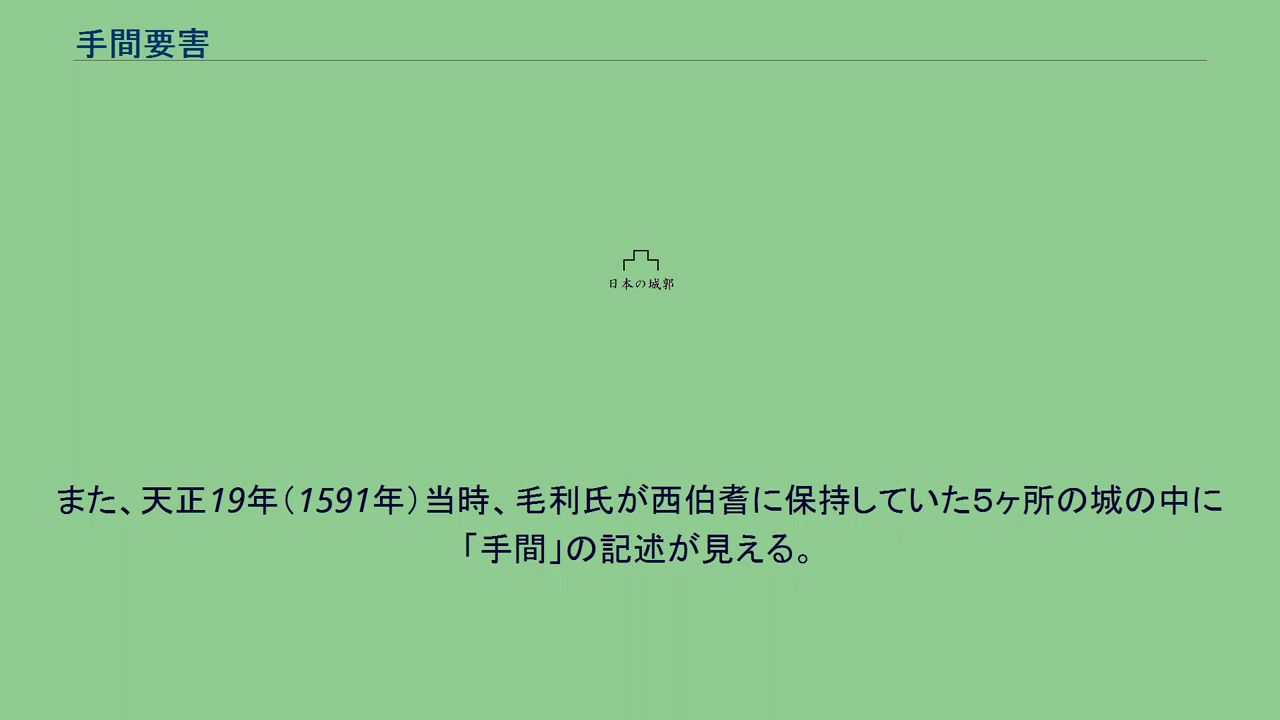 手間要害
日本の城郭
また、天正19年（1591年）当時、毛利氏が西伯耆に保持していた５ヶ所の城の中に
「手間」の記述が見える。